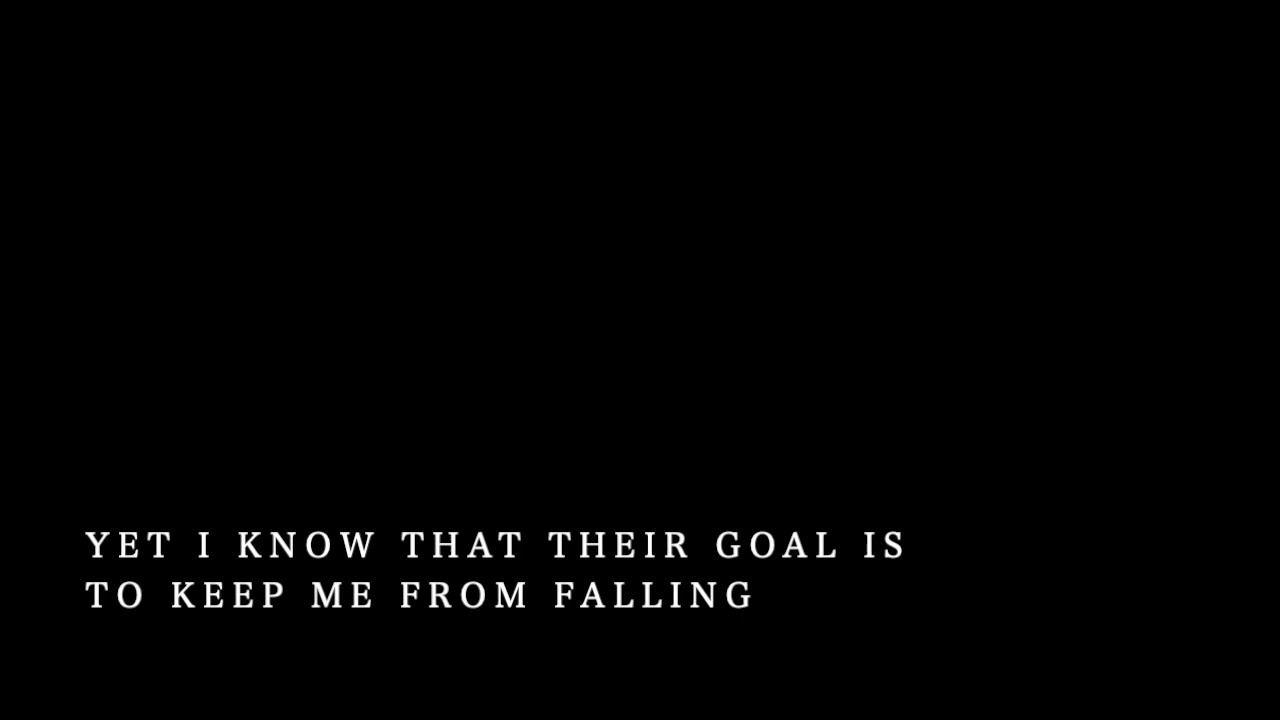 YET I KNOW THAT THEIR GOAL IS
TO KEEP ME FROM FALLING